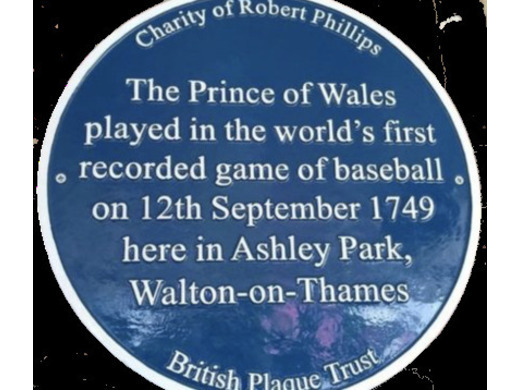 Charity of Robert Phillips
The Prince of Wales
played in the world's first
recorded game of baseball
on 12th September 1749
here in Ashley Park,
Walton-on-Thames
British Plaque Trust